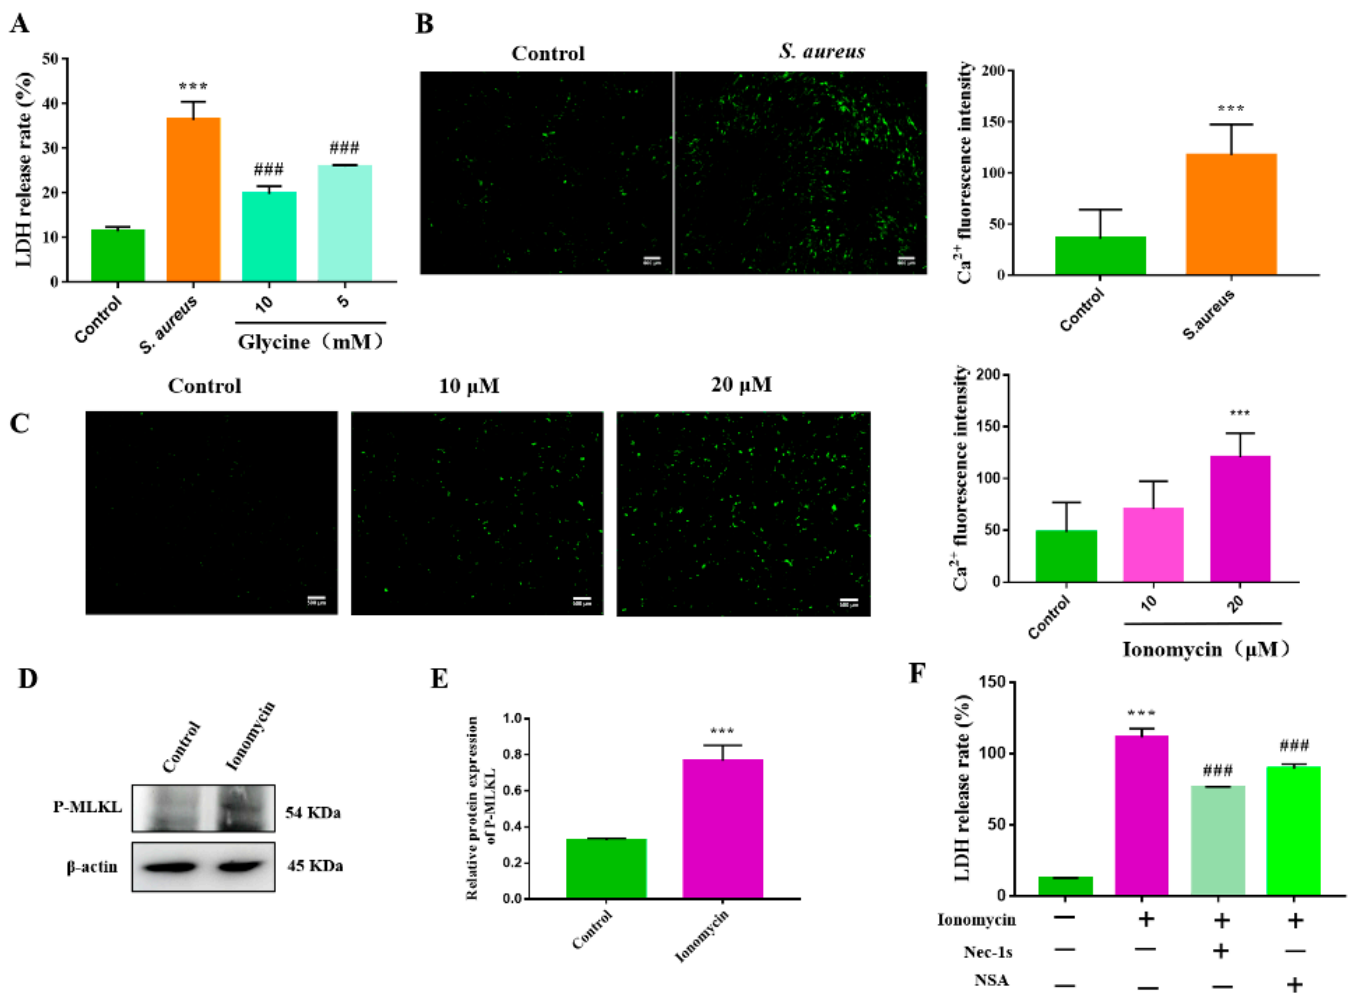 A
LDH release rate (%)
50
40
30
20
10
0
***
###
###
Control
S. aureus
10
5
Glycine（mM）
B
Control
S. aureus
Ca2+ fluorescence intensity
200
150
100
50
0
***
Control
S.aureus
C
Control
10 μM
20 μM
500 μm
500 μm
Ca2+ fluorescence intensity
200
150
100
50
0
***
Control
10
20
Ionomycin（μM）
D
Control
Ionomycin
P-MLKL
54 KDa
β-actin
45 KDa
E
Relative protein expression
of P-MLKL
1.0
0.8
0.6
0.4
0.2
0.0
***
Control
Ionomycin
F
LDH release rate (%)
150
100
50
0
***
###
###
Ionomycin — + + +
Nec-1s — — + —
NSA — — — +